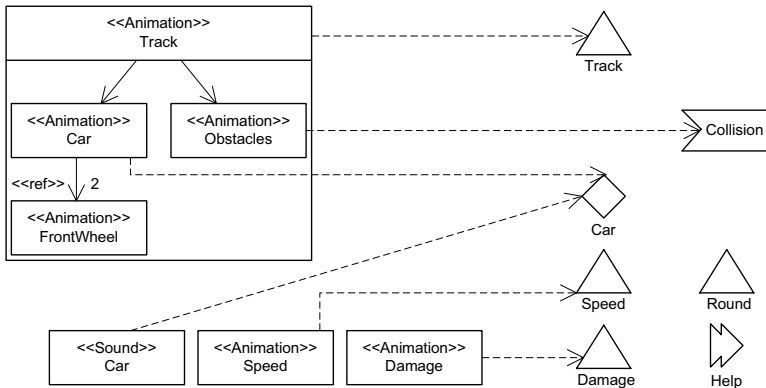 <<Animation>>
Track
Track
<<Animation>>
Car
<<Animation>>
Obstacles
Collision
<<ref>> 2
<<Animation>>
FrontWheel
Car
Speed
Round
<<Sound>>
Car
<<Animation>>
Speed
<<Animation>>
Damage
Damage
Help